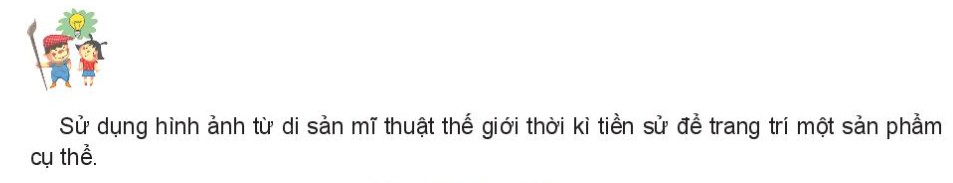 Sử dụng hình ảnh từ di sản mĩ thuật thế giới thời kì tiền sử để trang trí một sản phẩm
cụ thể.